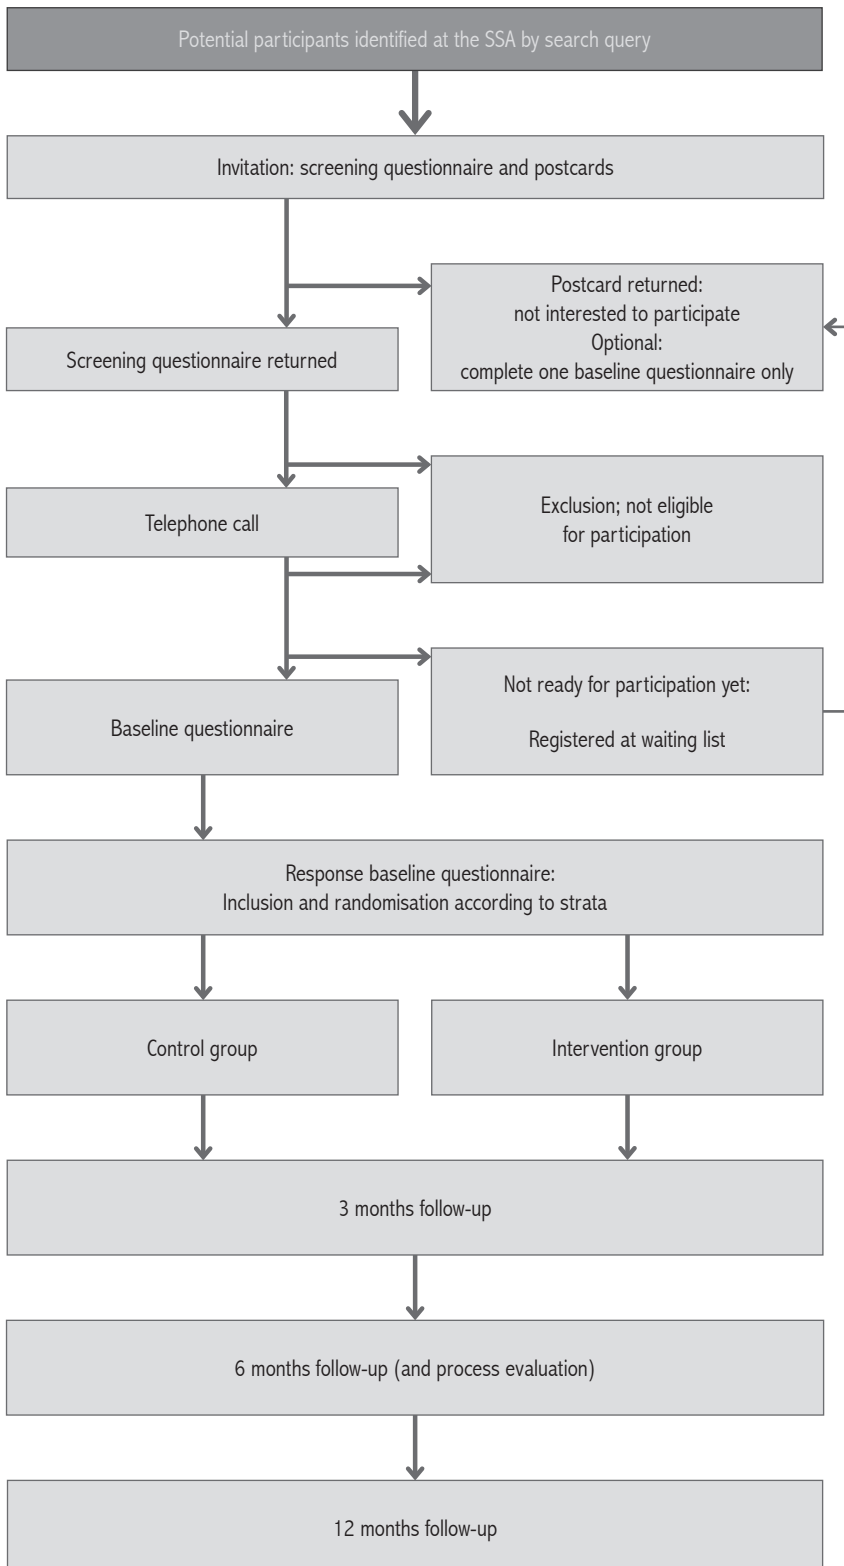 Potential participants identified at the SSA by search query
Invitation: screening questionnaire and postcards
Postcard returned:
not interested to participate
Optional:
complete one baseline questionnaire only
Screening questionnaire returned
Exclusion; not eligible
for participation
Telephone call
Not ready for participation yet:
Registered at waiting list
Baseline questionnaire
Response baseline questionnaire:
Inclusion and randomisation according to strata
Control group
Intervention group
3 months follow-up
6 months follow-up (and process evaluation)
12 months follow-up